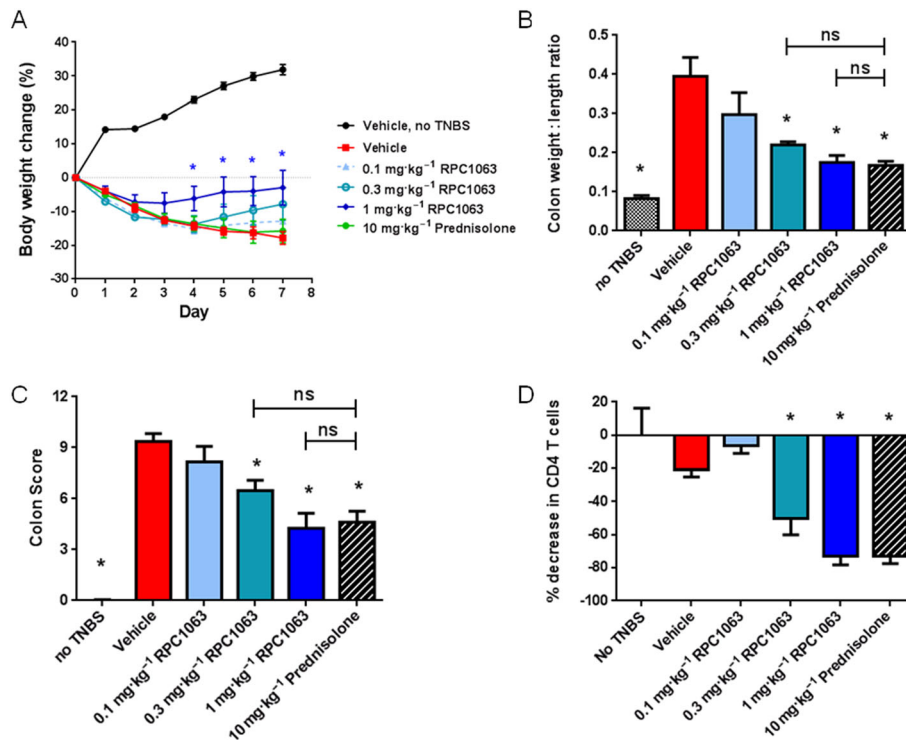 A
Body weight change (%)
40
30
20
10
0
-10
-20
-30
* * * *
0 1 2 3 4 5 6 7 8
Day
Vehicle, no TNBS
Vehicle
0.1 mg·kg⁻¹ RPC1063
0.3 mg·kg⁻¹ RPC1063
1 mg·kg⁻¹ RPC1063
10 mg·kg⁻¹ Prednisolone
B
Colon weight : length ratio
0.5
0.4
0.3
0.2
0.1
0.0
ns
ns
* * * *
no TNBS
Vehicle
0.1 mg·kg⁻¹ RPC1063
0.3 mg·kg⁻¹ RPC1063
1 mg·kg⁻¹ RPC1063
10 mg·kg⁻¹ Prednisolone
C
Colon Score
12
9
6
3
0
ns
ns
* * * *
no TNBS
Vehicle
0.1 mg·kg⁻¹ RPC1063
0.3 mg·kg⁻¹ RPC1063
1 mg·kg⁻¹ RPC1063
10 mg·kg⁻¹ Prednisolone
D
% decrease in CD4 T cells
20
0
-20
-40
-60
-80
-100
* * *
No TNBS
Vehicle
0.1 mg·kg⁻¹ RPC1063
0.3 mg·kg⁻¹ RPC1063
1 mg·kg⁻¹ RPC1063
10 mg·kg⁻¹ Prednisolone